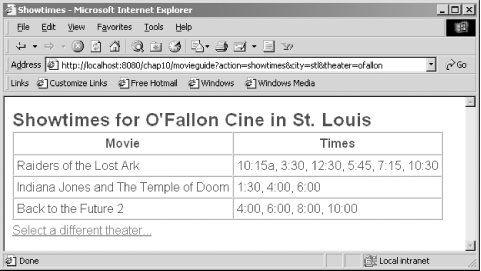 Showtimes - Microsoft Internet Explorer
File Edit View Favorites Tools Help
Address http://localhost:8080/chap10/movieguide?action=showtimes&city=stl&theater=ofallon Go
Links Customize Links Free Hotmail Windows Windows Media
Showtimes for O'Fallon Cine in St. Louis
Movie Times
Raiders of the Lost Ark 10:15a, 3:30, 12:30, 5:45, 7:15, 10:30
Indiana Jones and The Temple of Doom 1:30, 4:00, 6:00
Back to the Future 2 4:00, 6:00, 8:00, 10:00
Select a different theater...
Done Local intranet